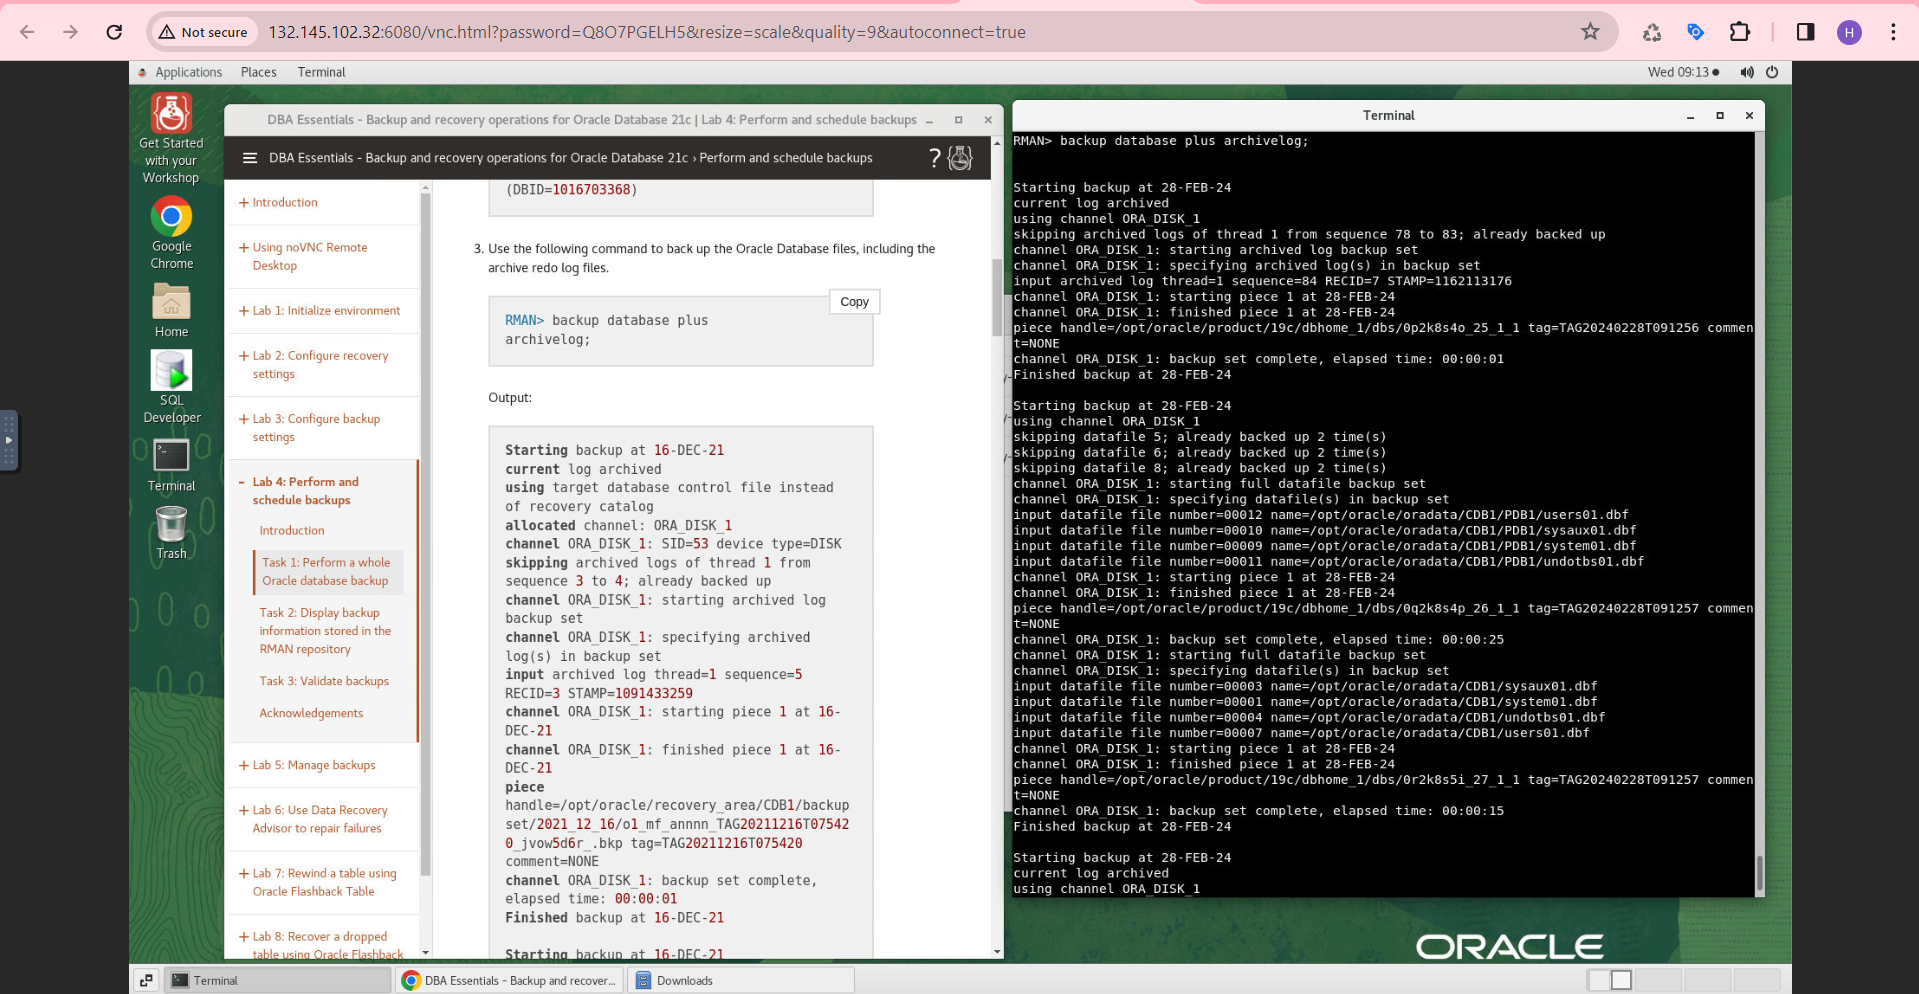 Not secure
132.145.102.32:6080/vnc.html?password=Q8O7PGELH5&resize=scale&quality=9&autoconnect=true
H
Applications Places Terminal
Wed 09:13
Get Started
with your
Workshop
Google
Chrome
Home
SQL
Developer
Terminal
Trash
DBA Essentials - Backup and recovery operations for Oracle Database 21c | Lab 4: Perform and schedule backups
DBA Essentials - Backup and recovery operations for Oracle Database 21c › Perform and schedule backups
?
+ Introduction
+ Using noVNC Remote
Desktop
+ Lab 1: Initialize environment
+ Lab 2: Configure recovery
settings
+ Lab 3: Configure backup
settings
- Lab 4: Perform and
schedule backups
Introduction
Task 1: Perform a whole
Oracle database backup
Task 2: Display backup
information stored in the
RMAN repository
Task 3: Validate backups
Acknowledgements
+ Lab 5: Manage backups
+ Lab 6: Use Data Recovery
Advisor to repair failures
+ Lab 7: Rewind a table using
Oracle Flashback Table
+ Lab 8: Recover a dropped
table using Oracle Flashback
(DBID=1016703368)
3. Use the following command to back up the Oracle Database files, including the
archive redo log files.
Copy
RMAN> backup database plus
archivelog;
Output:
Starting backup at 16-DEC-21
current log archived
using target database control file instead
of recovery catalog
allocated channel: ORA_DISK_1
channel ORA_DISK_1: SID=53 device type=DISK
skipping archived logs of thread 1 from
sequence 3 to 4; already backed up
channel ORA_DISK_1: starting archived log
backup set
channel ORA_DISK_1: specifying archived
log(s) in backup set
input archived log thread=1 sequence=5
RECID=3 STAMP=1091433259
channel ORA_DISK_1: starting piece 1 at 16-
DEC-21
channel ORA_DISK_1: finished piece 1 at 16-
DEC-21
piece
handle=/opt/oracle/recovery_area/CDB1/backup
set/2021_12_16/o1_mf_annnn_TAG20211216T07542
0_jvow5d6r_.bkp tag=TAG20211216T075420
comment=NONE
channel ORA_DISK_1: backup set complete,
elapsed time: 00:00:01
Finished backup at 16-DEC-21
Starting backup at 16-DEC-21
Terminal
RMAN> backup database plus archivelog;
Starting backup at 28-FEB-24
current log archived
using channel ORA_DISK_1
skipping archived logs of thread 1 from sequence 78 to 83; already backed up
channel ORA_DISK_1: starting archived log backup set
channel ORA_DISK_1: specifying archived log(s) in backup set
input archived log thread=1 sequence=84 RECID=7 STAMP=1162113176
channel ORA_DISK_1: starting piece 1 at 28-FEB-24
channel ORA_DISK_1: finished piece 1 at 28-FEB-24
piece handle=/opt/oracle/product/19c/dbhome_1/dbs/0p2k8s4o_25_1_1 tag=TAG20240228T091256 commen
t=NONE
channel ORA_DISK_1: backup set complete, elapsed time: 00:00:01
Finished backup at 28-FEB-24
Starting backup at 28-FEB-24
using channel ORA_DISK_1
skipping datafile 5; already backed up 2 time(s)
skipping datafile 6; already backed up 2 time(s)
skipping datafile 8; already backed up 2 time(s)
channel ORA_DISK_1: starting full datafile backup set
channel ORA_DISK_1: specifying datafile(s) in backup set
input datafile file number=00012 name=/opt/oracle/oradata/CDB1/PDB1/users01.dbf
input datafile file number=00010 name=/opt/oracle/oradata/CDB1/PDB1/sysaux01.dbf
input datafile file number=00009 name=/opt/oracle/oradata/CDB1/PDB1/system01.dbf
input datafile file number=00011 name=/opt/oracle/oradata/CDB1/PDB1/undotbs01.dbf
channel ORA_DISK_1: starting piece 1 at 28-FEB-24
channel ORA_DISK_1: finished piece 1 at 28-FEB-24
piece handle=/opt/oracle/product/19c/dbhome_1/dbs/0q2k8s4p_26_1_1 tag=TAG20240228T091257 commen
t=NONE
channel ORA_DISK_1: backup set complete, elapsed time: 00:00:25
channel ORA_DISK_1: starting full datafile backup set
channel ORA_DISK_1: specifying datafile(s) in backup set
input datafile file number=00003 name=/opt/oracle/oradata/CDB1/sysaux01.dbf
input datafile file number=00001 name=/opt/oracle/oradata/CDB1/system01.dbf
input datafile file number=00004 name=/opt/oracle/oradata/CDB1/undotbs01.dbf
input datafile file number=00007 name=/opt/oracle/oradata/CDB1/users01.dbf
channel ORA_DISK_1: starting piece 1 at 28-FEB-24
channel ORA_DISK_1: finished piece 1 at 28-FEB-24
piece handle=/opt/oracle/product/19c/dbhome_1/dbs/0r2k8s5i_27_1_1 tag=TAG20240228T091257 commen
t=NONE
channel ORA_DISK_1: backup set complete, elapsed time: 00:00:15
Finished backup at 28-FEB-24
Starting backup at 28-FEB-24
current log archived
using channel ORA_DISK_1
ORACLE
Terminal
DBA Essentials - Backup and recover...
Downloads